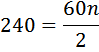 240 = 60n/2